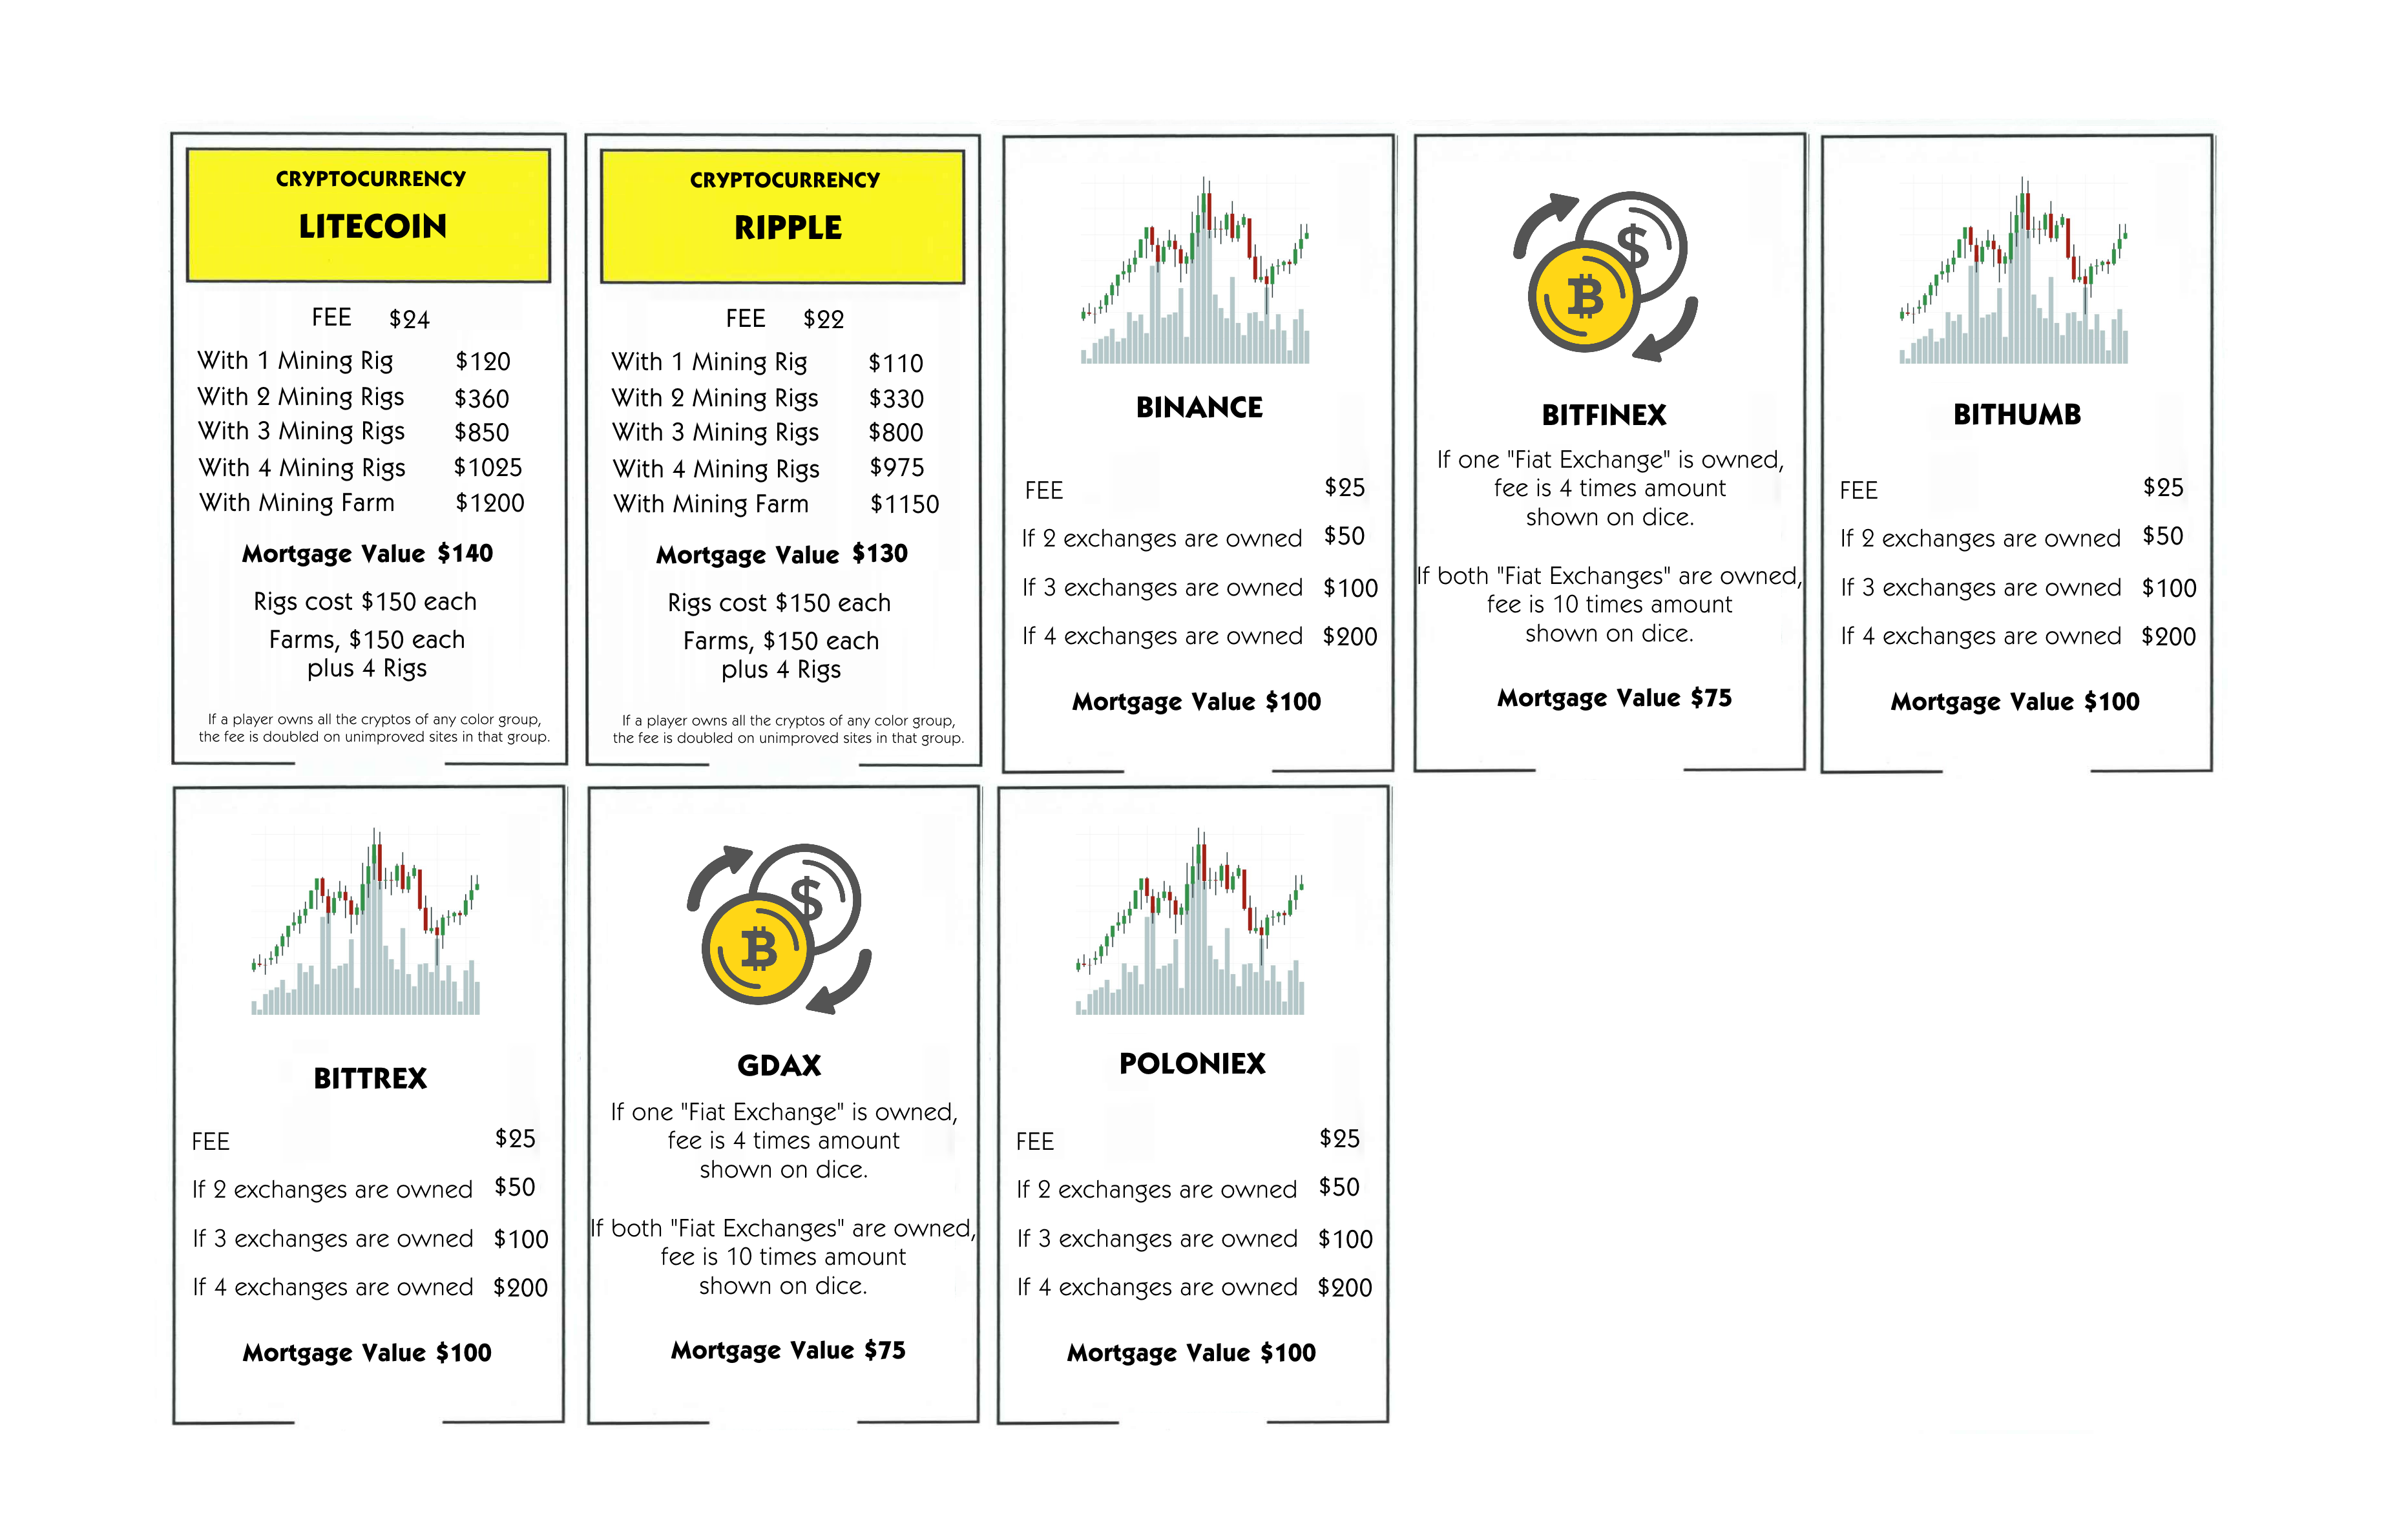 CRYPTOCURRENCY
LITECOIN
FEE $24
With 1 Mining Rig $120
With 2 Mining Rigs $360
With 3 Mining Rigs $850
With 4 Mining Rigs $1025
With Mining Farm $1200
Mortgage Value $140
Rigs cost $150 each
Farms, $150 each
plus 4 Rigs
If a player owns all the cryptos of any color group,
the fee is doubled on unimproved sites in that group.
CRYPTOCURRENCY
RIPPLE
FEE $22
With 1 Mining Rig $110
With 2 Mining Rigs $330
With 3 Mining Rigs $800
With 4 Mining Rigs $975
With Mining Farm $1150
Mortgage Value $130
Rigs cost $150 each
Farms, $150 each
plus 4 Rigs
If a player owns all the cryptos of any color group,
the fee is doubled on unimproved sites in that group.
BINANCE
FEE $25
If 2 exchanges are owned $50
If 3 exchanges are owned $100
If 4 exchanges are owned $200
Mortgage Value $100
$
B
BITFINEX
If one "Fiat Exchange" is owned,
fee is 4 times amount
shown on dice.
If both "Fiat Exchanges" are owned,
fee is 10 times amount
shown on dice.
Mortgage Value $75
BITHUMB
FEE $25
If 2 exchanges are owned $50
If 3 exchanges are owned $100
If 4 exchanges are owned $200
Mortgage Value $100
BITTREX
FEE $25
If 2 exchanges are owned $50
If 3 exchanges are owned $100
If 4 exchanges are owned $200
Mortgage Value $100
$
B
GDAX
If one "Fiat Exchange" is owned,
fee is 4 times amount
shown on dice.
If both "Fiat Exchanges" are owned,
fee is 10 times amount
shown on dice.
Mortgage Value $75
POLONIEX
FEE $25
If 2 exchanges are owned $50
If 3 exchanges are owned $100
If 4 exchanges are owned $200
Mortgage Value $100